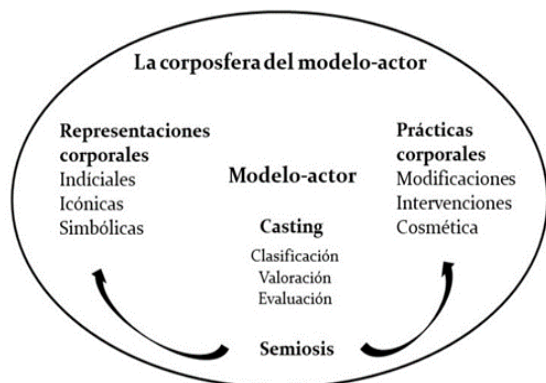 La corposfera del modelo-actor
Representaciones
corporales
Indíciales
Icónicas
Simbólicas
Modelo-actor
Casting
Clasificación
Valoración
Evaluación
Semiosis
Prácticas
corporales
Modificaciones
Intervenciones
Cosmética